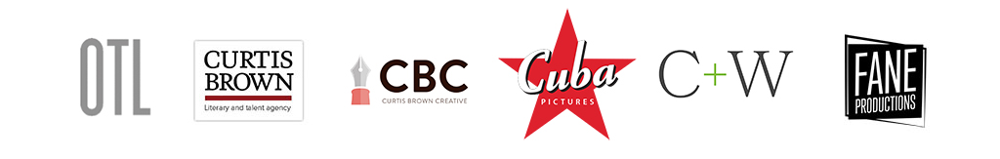 OTL
CURTIS
BROWN
Literary and talent agency
CBC
CURTIS BROWN CREATIVE
Cuba
PICTURES
C+W
FANE
PRODUCTIONS